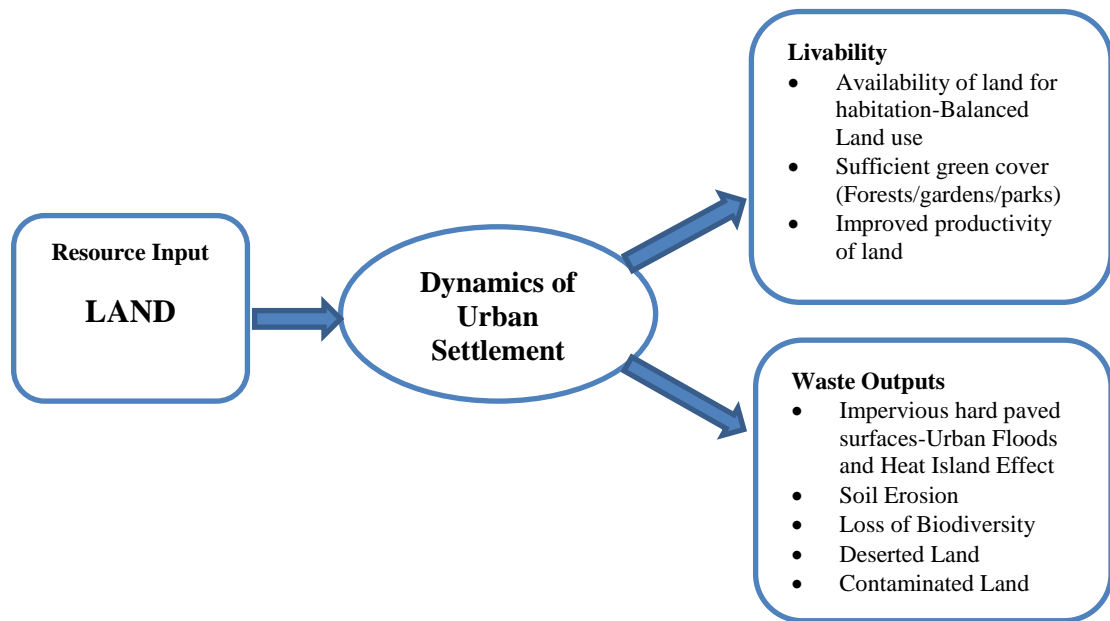 Resource Input
LAND
Dynamics of
Urban
Settlement
Livability
• Availability of land for
habitation-Balanced
Land use
• Sufficient green cover
(Forests/gardens/parks)
• Improved productivity
of land
Waste Outputs
• Impervious hard paved
surfaces-Urban Floods
and Heat Island Effect
• Soil Erosion
• Loss of Biodiversity
• Deserted Land
• Contaminated Land